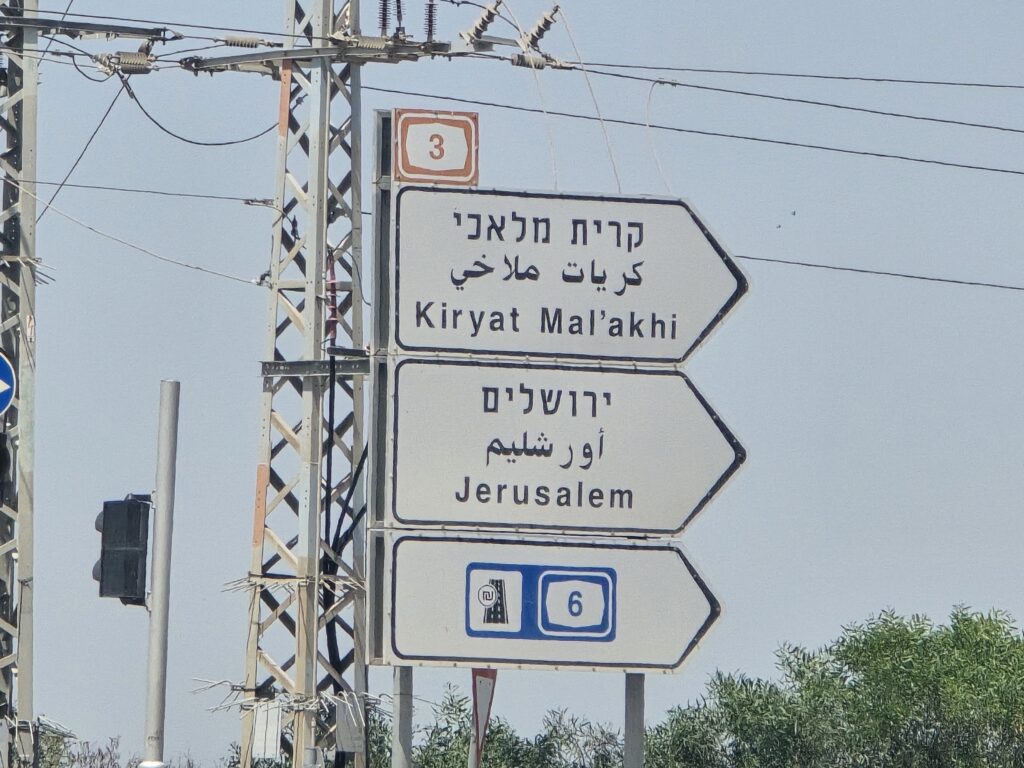 3
קרית מלאכי
كريات ملاخي
Kiryat Mal'akhi
ירושלים
أورشليم
Jerusalem
₪
6